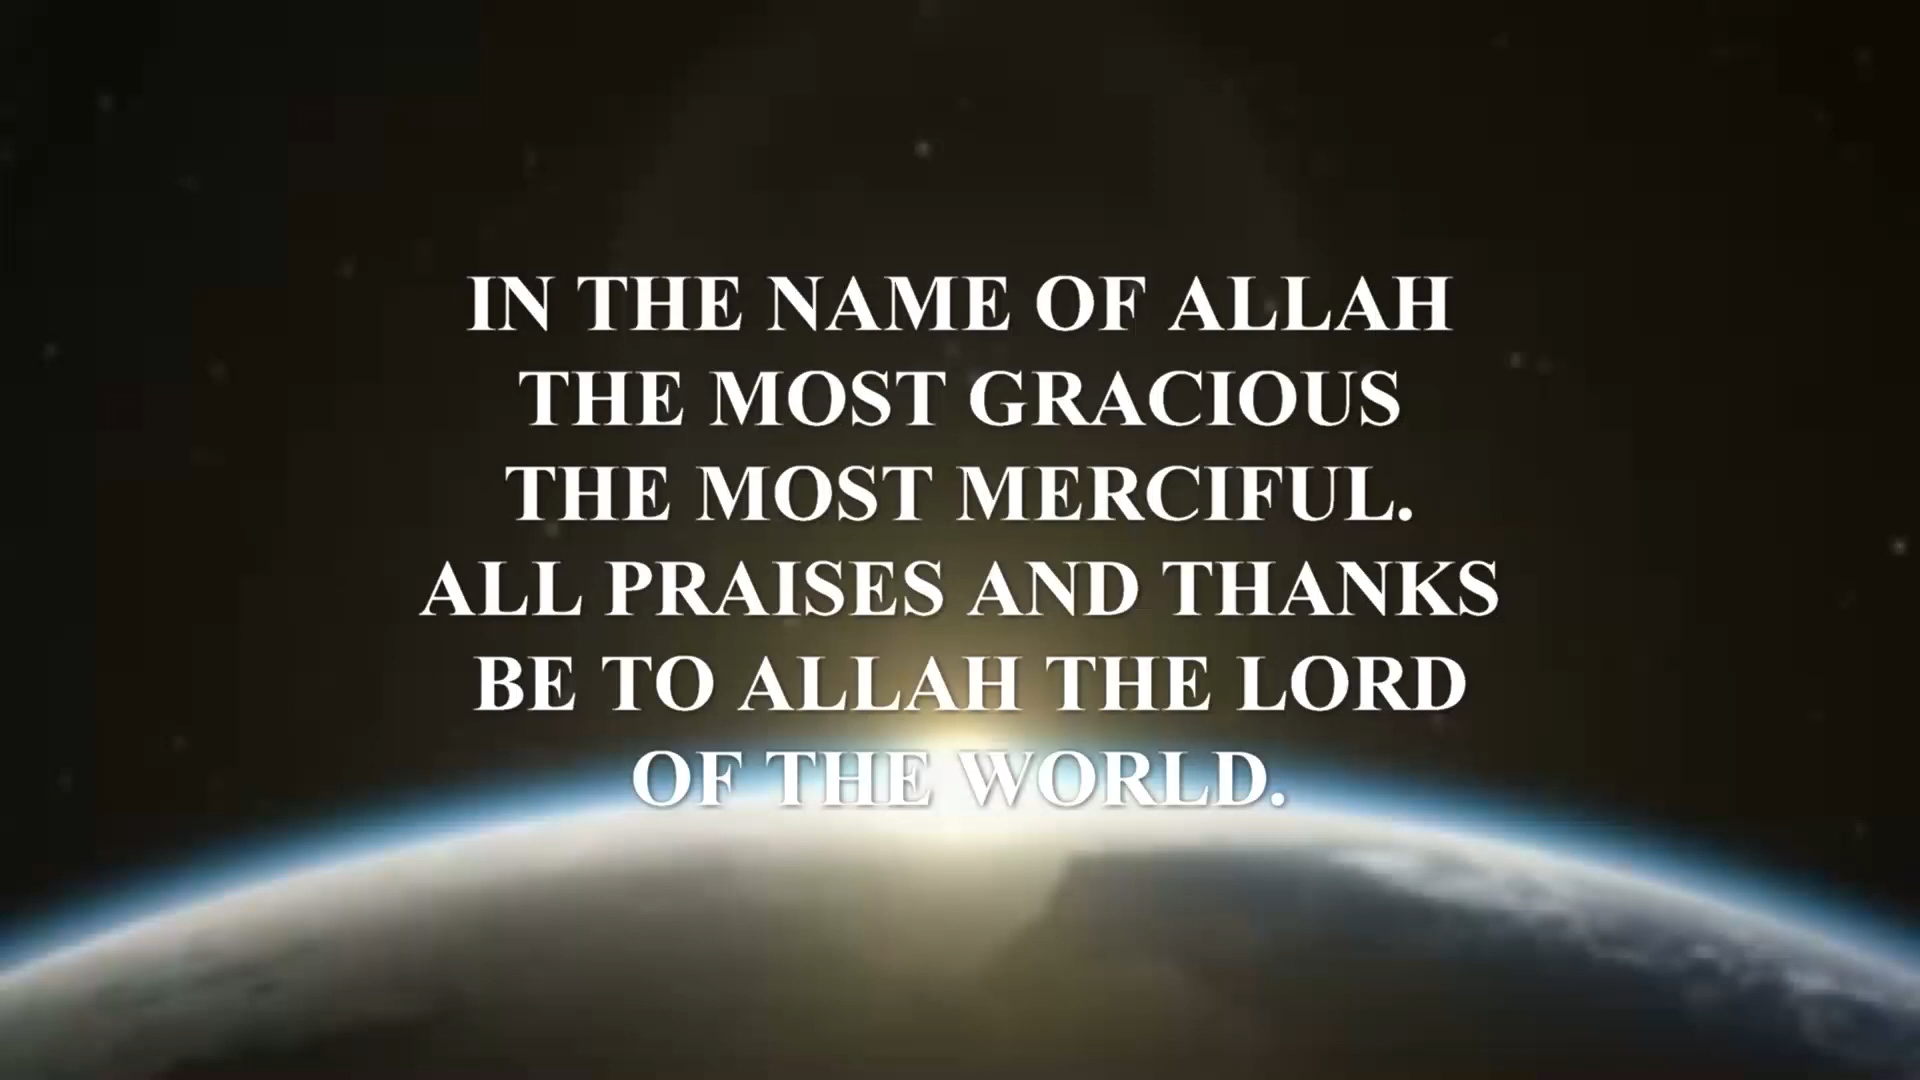 IN THE NAME OF ALLAH
THE MOST GRACIOUS
THE MOST MERCIFUL.
ALL PRAISES AND THANKS
BE TO ALLAH THE LORD
OF THE WORLD.